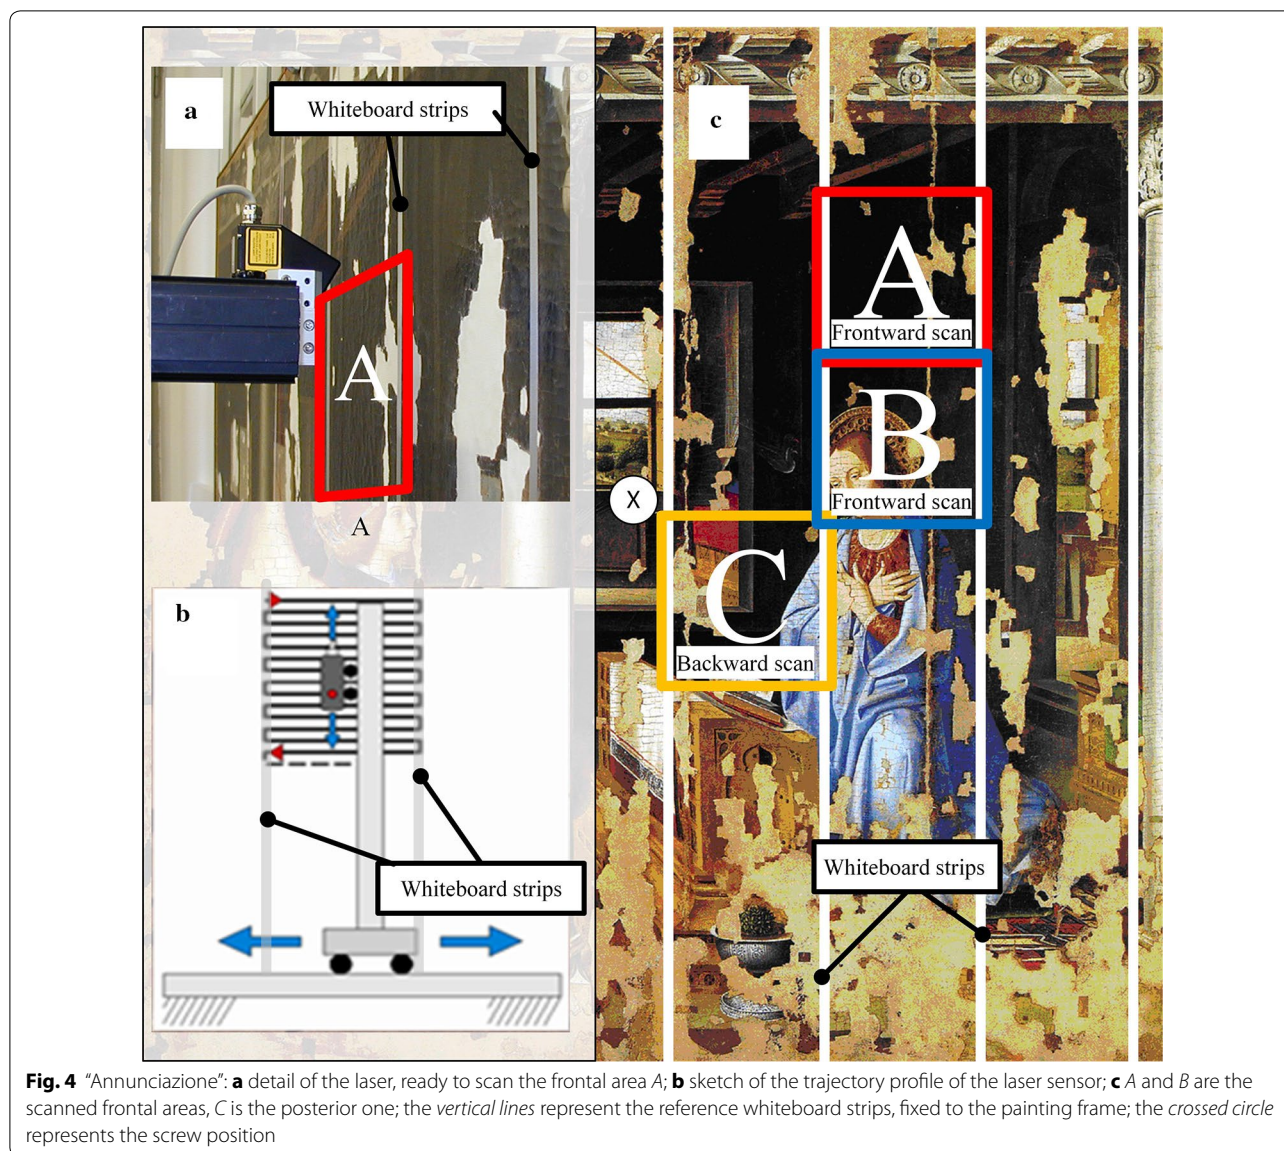 a
Whiteboard strips
A
A
b
Whiteboard strips
c
A
Frontward scan
B
Frontward scan
X
C
Backward scan
Whiteboard strips
Fig. 4 “Annunciazione”: a detail of the laser, ready to scan the frontal area A; b sketch of the trajectory profile of the laser sensor; c A and B are the
scanned frontal areas, C is the posterior one; the vertical lines represent the reference whiteboard strips, fixed to the painting frame; the crossed circle
represents the screw position